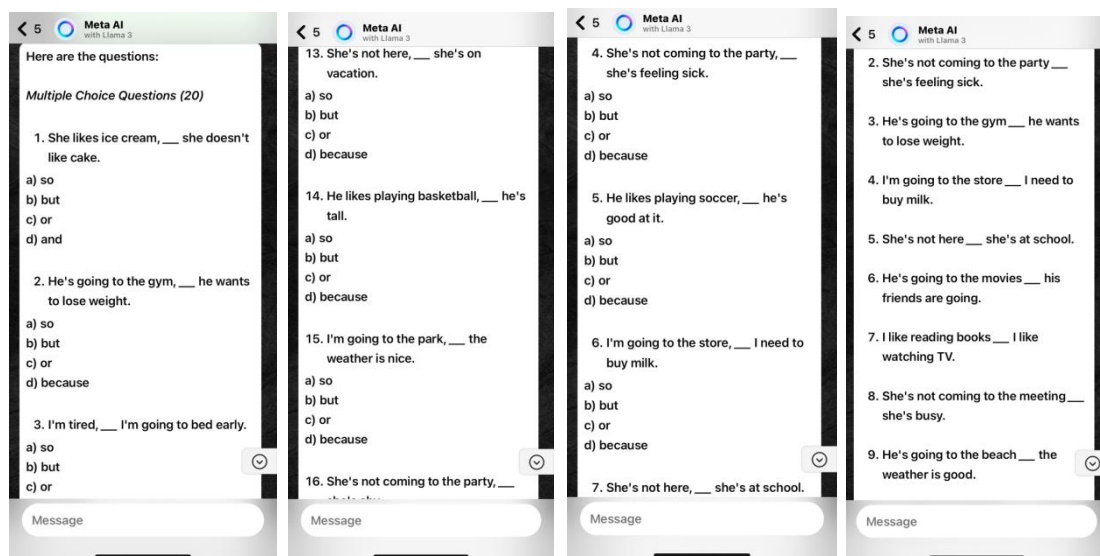 5
Meta AI
with Llama 3
Here are the questions:
Multiple Choice Questions (20)
1. She likes ice cream, ___ she doesn't
like cake.
a) so
b) but
c) or
d) and
2. He's going to the gym, ___ he wants
to lose weight.
a) so
b) but
c) or
d) because
3. I'm tired, ___ I'm going to bed early.
a) so
b) but
c) or
Message
5
Meta AI
with Llama 3
13. She's not here, ___ she's on
vacation.
a) so
b) but
c) or
d) because
14. He likes playing basketball, ___ he's
tall.
a) so
b) but
c) or
d) because
15. I'm going to the park, ___ the
weather is nice.
a) so
b) but
c) or
d) because
16. She's not coming to the party, ___
Message
5
Meta AI
with Llama 3
4. She's not coming to the party, ___
she's feeling sick.
a) so
b) but
c) or
d) because
5. He likes playing soccer, ___ he's
good at it.
a) so
b) but
c) or
d) because
6. I'm going to the store, ___ I need to
buy milk.
a) so
b) but
c) or
d) because
7. She's not here, ___ she's at school.
Message
5
Meta AI
with Llama 3
2. She's not coming to the party ___
she's feeling sick.
3. He's going to the gym ___ he wants
to lose weight.
4. I'm going to the store ___ I need to
buy milk.
5. She's not here ___ she's at school.
6. He's going to the movies ___ his
friends are going.
7. I like reading books ___ I like
watching TV.
8. She's not coming to the meeting ___
she's busy.
9. He's going to the beach ___ the
weather is good.
Message